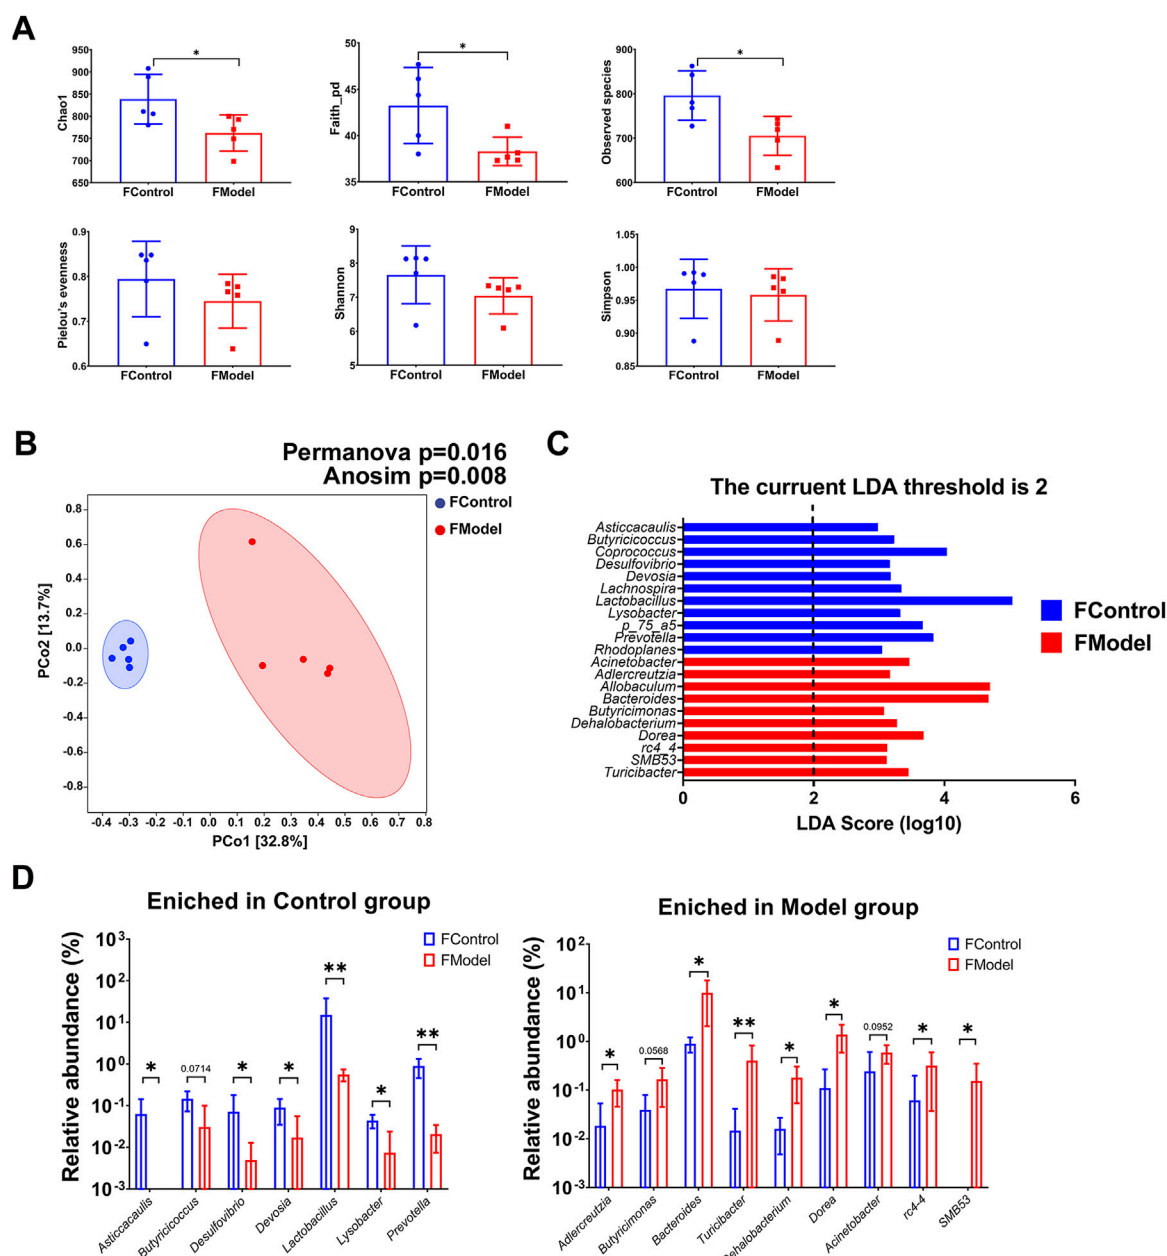 A
Chao1
950
900
850
800
750
700
650
*
FControl
FModel
Faith_pd
50
45
40
35
*
FControl
FModel
Observed species
900
800
700
600
*
FControl
FModel
Pielou's evenness
0.9
0.8
0.7
0.6
FControl
FModel
Shannon
9
8
7
6
5
FControl
FModel
Simpson
1.05
1.00
0.95
0.90
0.85
FControl
FModel
B
Permanova p=0.016
Anosim p=0.008
FControl
FModel
PCo2 [13.7%]
0.8
0.6
0.4
0.2
0.0
-0.2
-0.4
-0.6
-0.8
-0.4 -0.3 -0.2 -0.1 0.0 0.1 0.2 0.3 0.4 0.5 0.6 0.7 0.8
PCo1 [32.8%]
C
The curruent LDA threshold is 2
Asticcacaulis
Butyricicoccus
Coprococcus
Desulfovibrio
Devosia
Lachnospira
Lactobacillus
Lysobacter
p_75_a5
Prevotella
Rhodoplanes
Acinetobacter
Adlercreutzia
Allobaculum
Bacteroides
Butyricimonas
Dehalobacterium
Dorea
rc4_4
SMB53
Turicibacter
0 2 4 6
LDA Score (log10)
FControl
FModel
D
Eniched in Control group
FControl
FModel
Relative abundance (%)
10³
10²
10¹
10⁰
10⁻¹
10⁻²
10⁻³
* 0.0714 * * ** * **
Asticcacaulis
Butyricicoccus
Desulfovibrio
Devosia
Lactobacillus
Lysobacter
Prevotella
Eniched in Model group
FControl
FModel
Relative abundance (%)
10²
10¹
10⁰
10⁻¹
10⁻²
10⁻³
* 0.0568 * ** * * 0.0952 * *
Adlercreutzia
Butyricimonas
Bacteroides
Turicibacter
Dehalobacterium
Dorea
Acinetobacter
rc4-4
SMB53